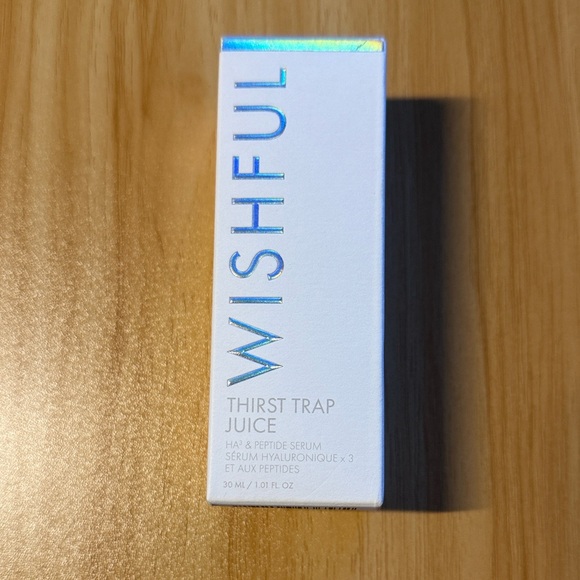 WISHFUL
THIRST TRAP
JUICE
HA³ & PEPTIDE SERUM
SÉRUM HYALURONIQUE x 3
ET AUX PEPTIDES
30 ML / 1.01 FL. OZ